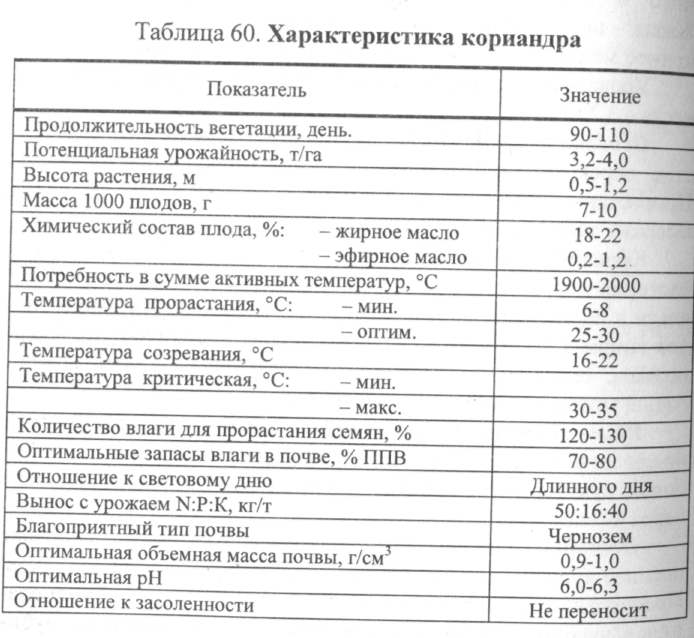 Таблица 60. Характеристика кориандра
Показатель Значение
Продолжительность вегетации, день. 90-110
Потенциальная урожайность, т/га 3,2-4,0
Высота растения, м 0,5-1,2
Масса 1000 плодов, г 7-10
Химический состав плода, %: – жирное масло 18-22
– эфирное масло 0,2-1,2
Потребность в сумме активных температур, °С 1900-2000
Температура прорастания, °С: – мин. 6-8
– оптим. 25-30
Температура созревания, °С 16-22
Температура критическая, °С: – мин.
– макс. 30-35
Количество влаги для прорастания семян, % 120-130
Оптимальные запасы влаги в почве, % ППВ 70-80
Отношение к световому дню Длинного дня
Вынос с урожаем N:P:K, кг/т 50:16:40
Благоприятный тип почвы Чернозем
Оптимальная объемная масса почвы, г/см³ 0,9-1,0
Оптимальная рН 6,0-6,3
Отношение к засоленности Не переносит